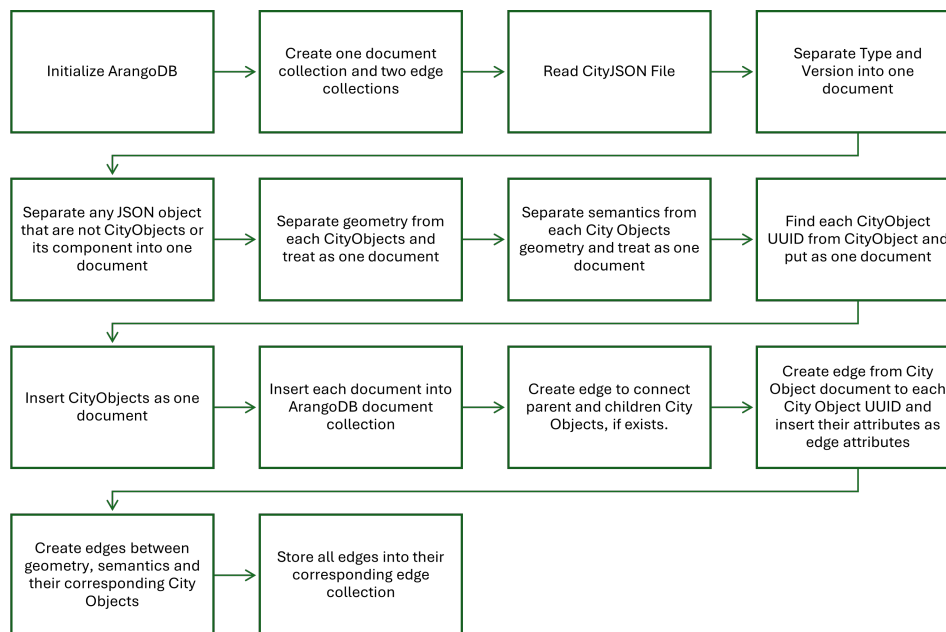 Initialize ArangoDB
Create one document
collection and two edge
collections
Read CityJSON File
Separate Type and
Version into one
document
Separate any JSON object
that are not CityObjects or
its component into one
document
Separate geometry from
each CityObjects and
treat as one document
Separate semantics from
each City Objects
geometry and treat as one
document
Find each CityObject
UUID from CityObject and
put as one document
Insert CityObjects as one
document
Insert each document into
ArangoDB document
collection
Create edge to connect
parent and children City
Objects, if exists.
Create edge from City
Object document to each
City Object UUID and
insert their attributes as
edge attributes
Create edges between
geometry, semantics and
their corresponding City
Objects
Store all edges into their
corresponding edge
collection